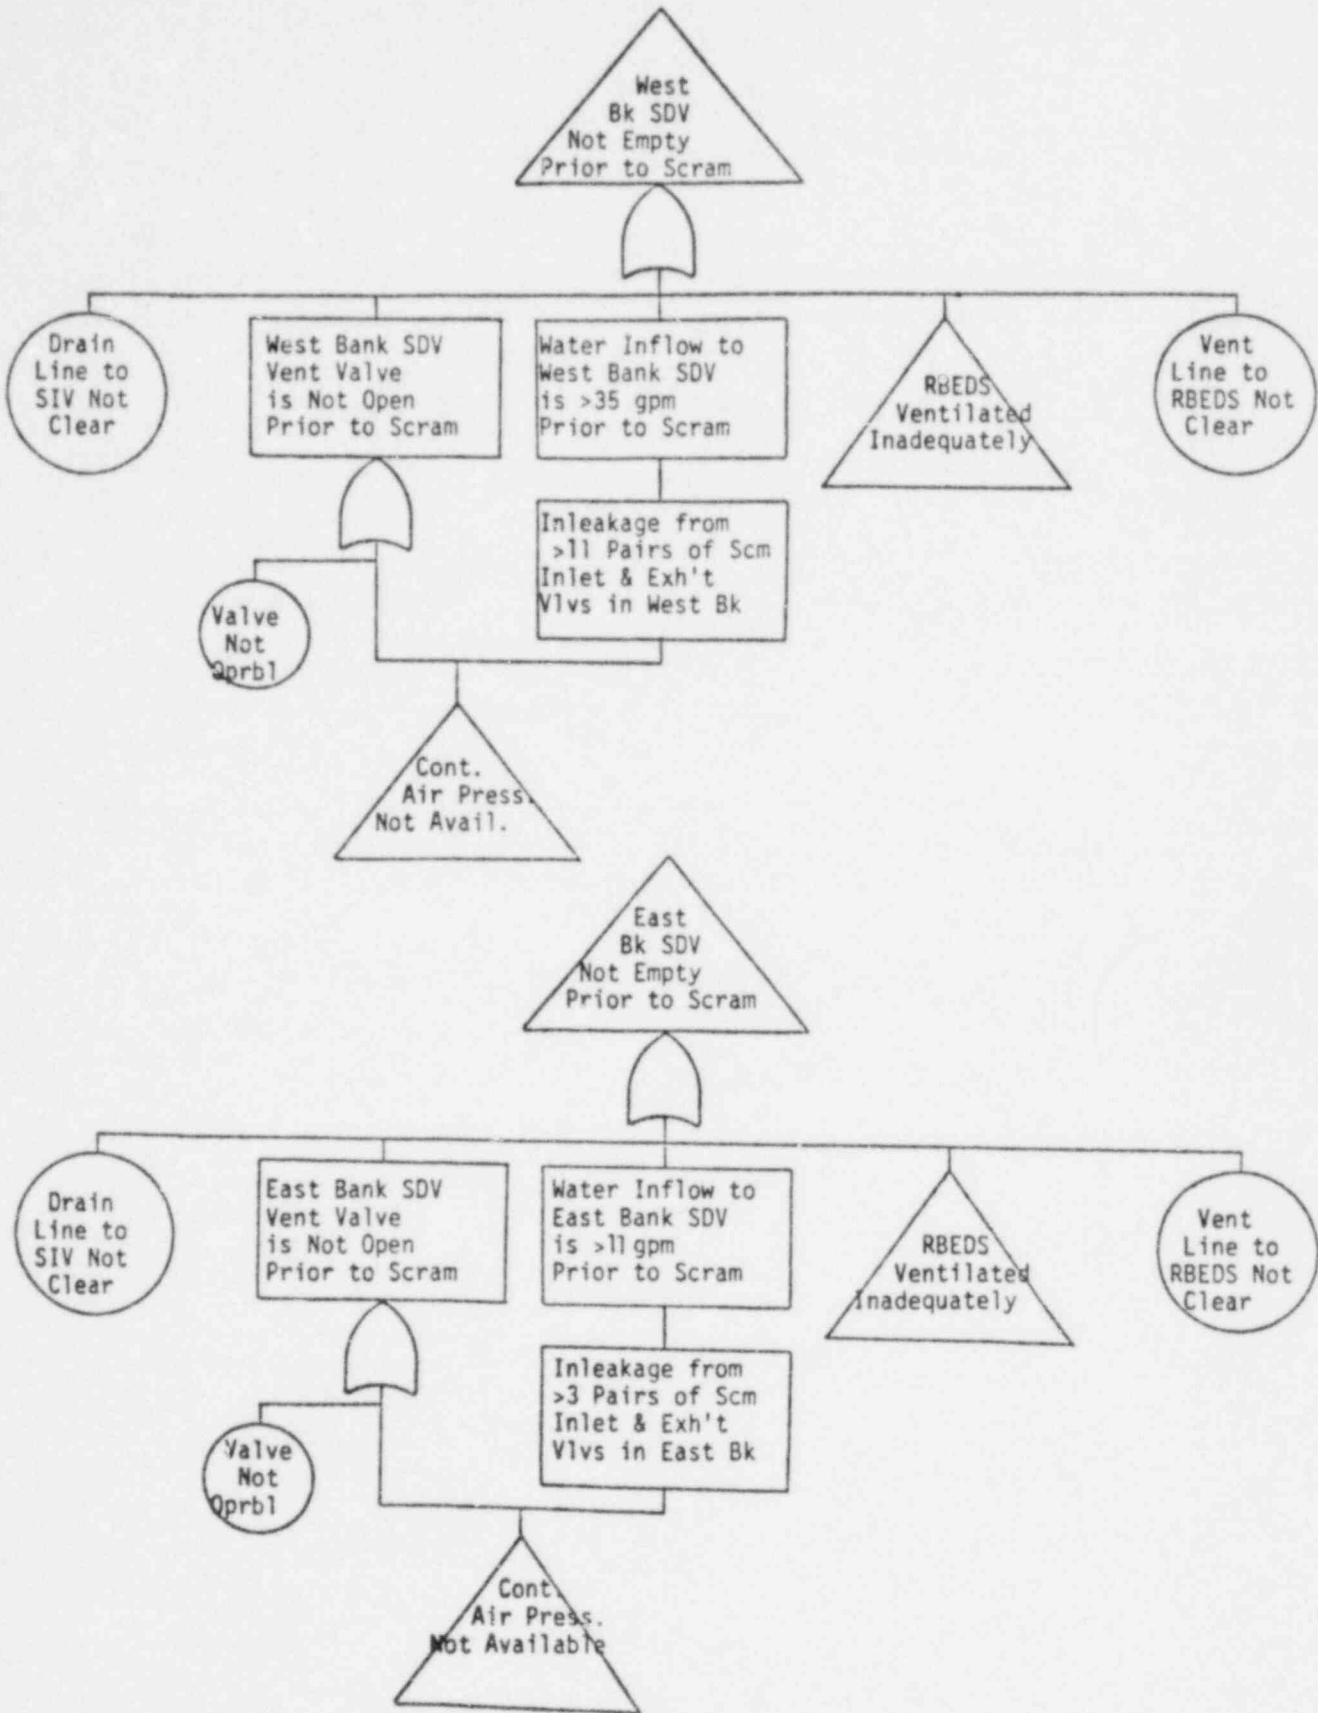 West
Bk SDV
Not Empty
Prior to Scram
Drain
Line to
SIV Not
Clear
West Bank SDV
Vent Valve
is Not Open
Prior to Scram
Water Inflow to
West Bank SDV
is >35 gpm
Prior to Scram
RBEDS
Ventilated
Inadequately
Vent
Line to
RBEDS Not
Clear
Inleakage from
>11 Pairs of Scm
Inlet & Exh't
Vlvs in West Bk
Valve
Not
Oprbl
Cont.
Air Press.
Not Avail.
East
Bk SDV
Not Empty
Prior to Scram
Drain
Line to
SIV Not
Clear
East Bank SDV
Vent Valve
is Not Open
Prior to Scram
Water Inflow to
East Bank SDV
is >11 gpm
Prior to Scram
RBEDS
Ventilated
Inadequately
Vent
Line to
RBEDS Not
Clear
Inleakage from
>3 Pairs of Scm
Inlet & Exh't
Vlvs in East Bk
Valve
Not
Oprbl
Cont.
Air Press.
Not Available